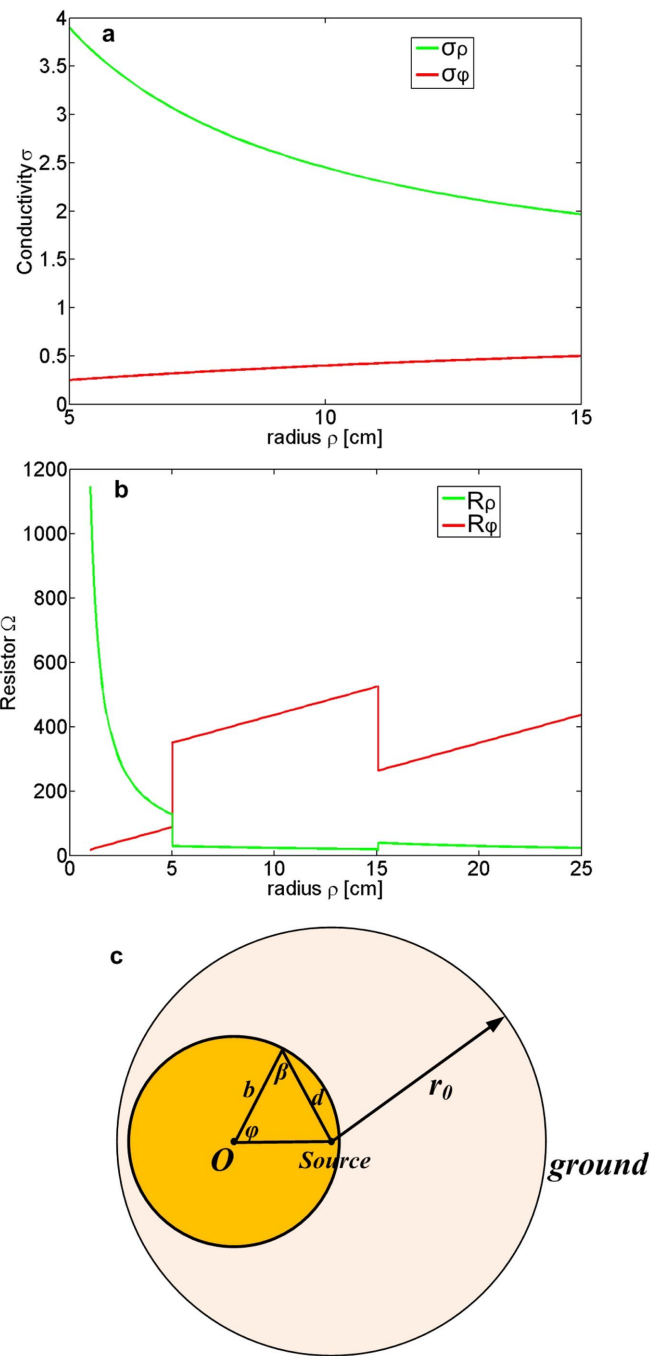 a
4
3.5
3
2.5
2
1.5
1
0.5
0
Conductivity σ
σρ
σφ
5
10
15
radius ρ [cm]
b
1200
1000
800
600
400
200
0
Resistor Ω
Rρ
Rφ
0
5
10
15
20
25
radius ρ [cm]
c
b
β
d
φ
O
Source
r0
ground